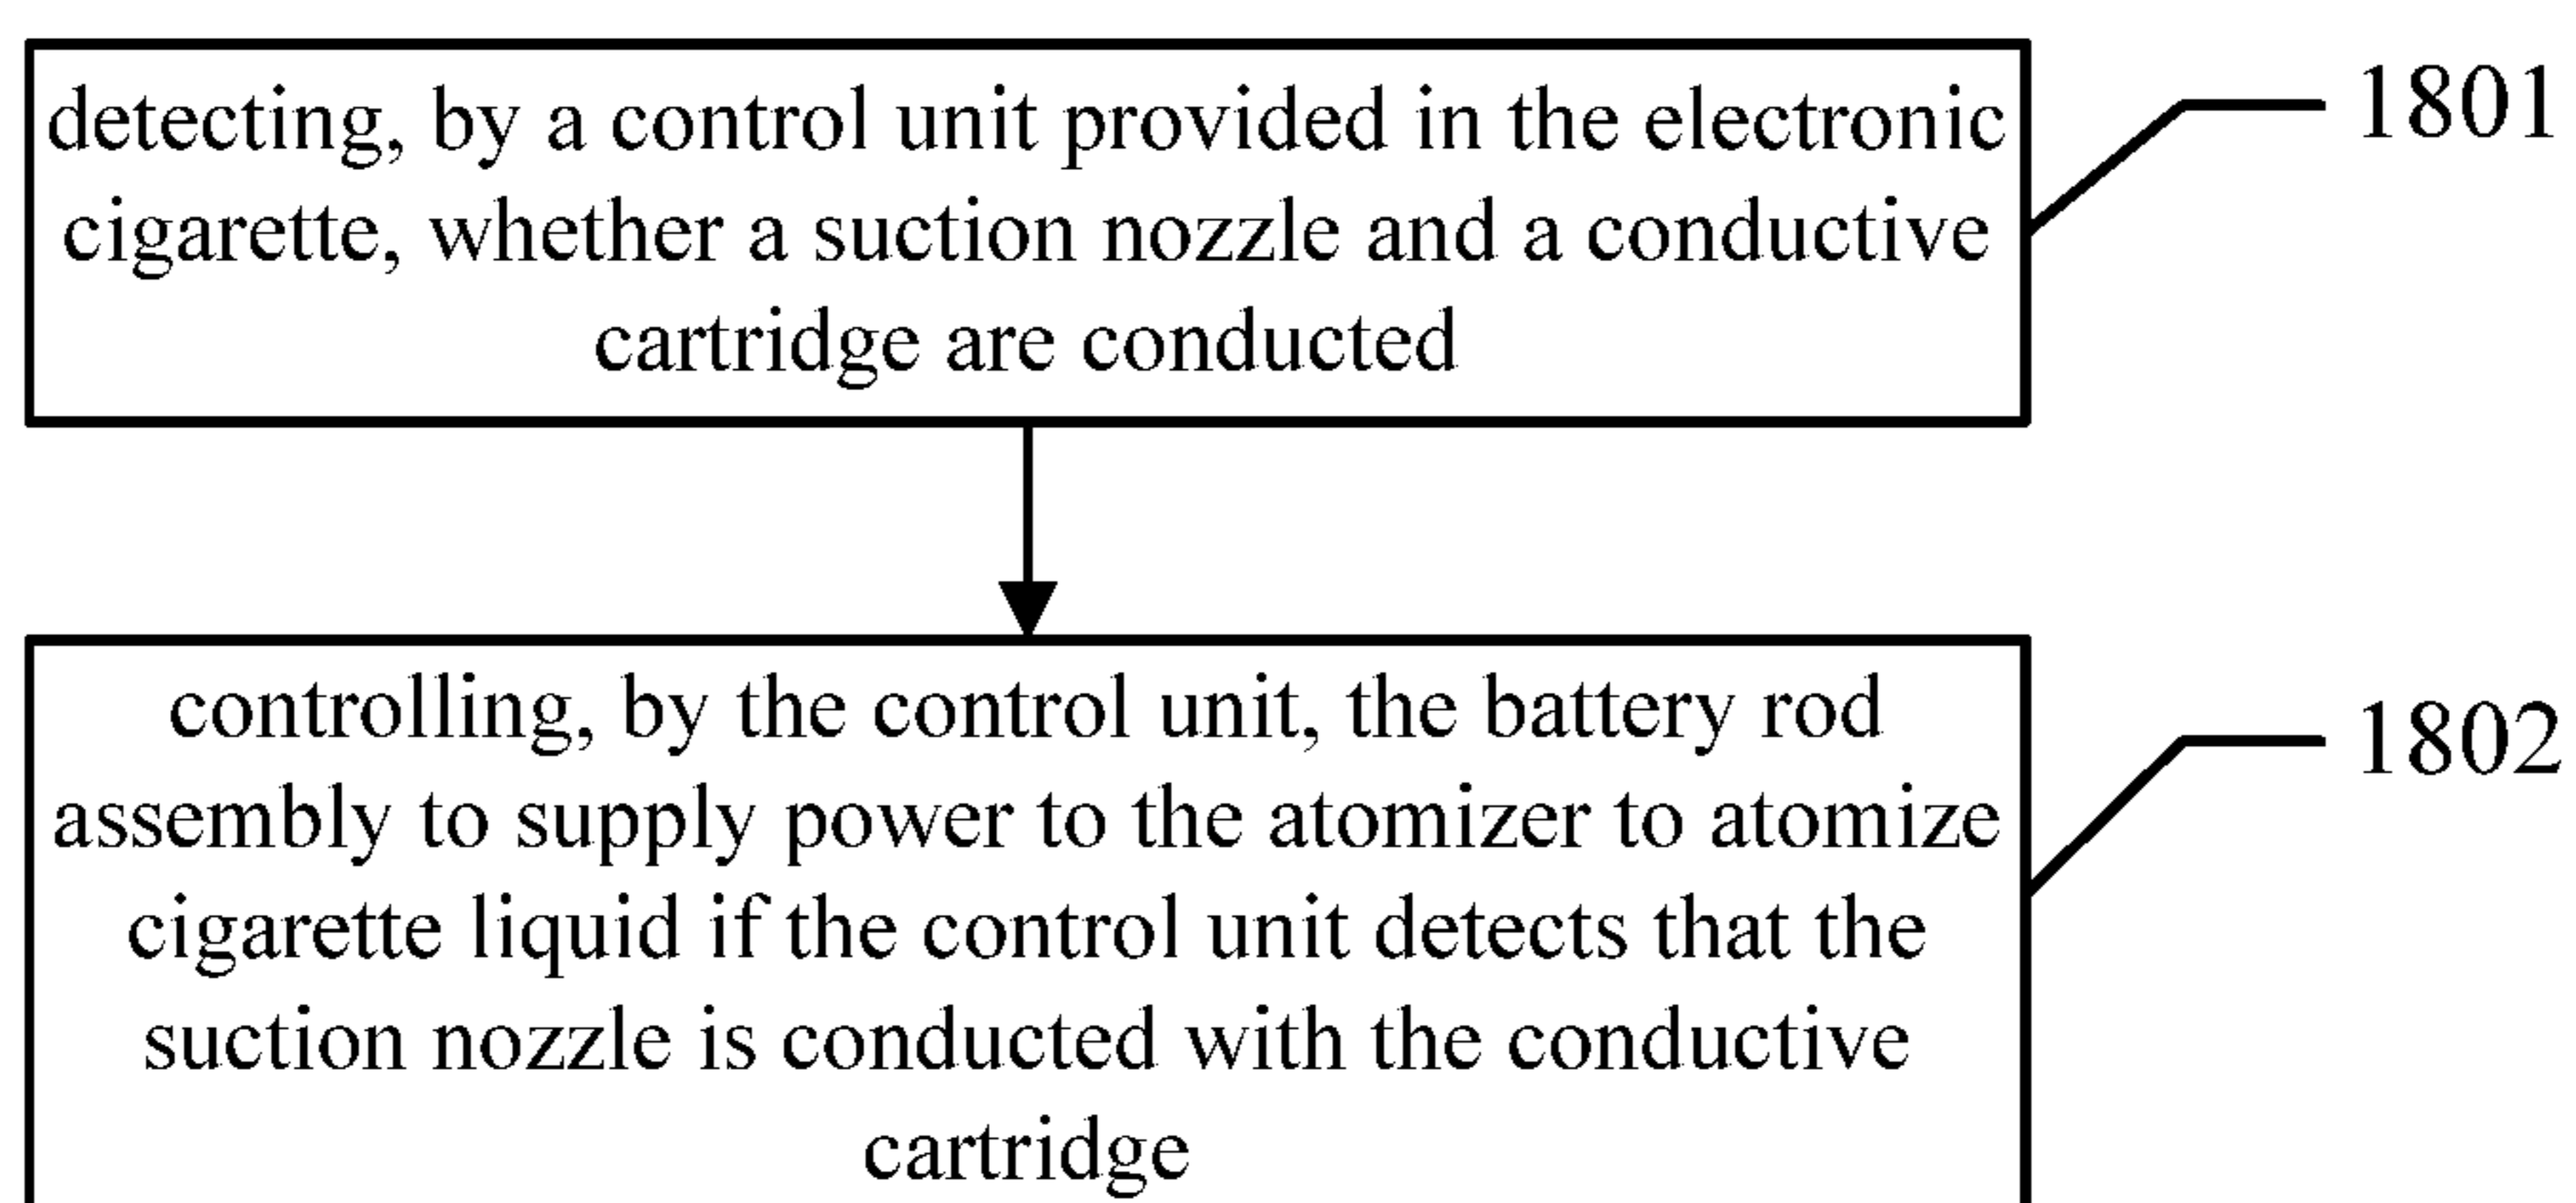 detecting, by a control unit provided in the electronic
cigarette, whether a suction nozzle and a conductive
cartridge are conducted
1801
controlling, by the control unit, the battery rod
assembly to supply power to the atomizer to atomize
cigarette liquid if the control unit detects that the
suction nozzle is conducted with the conductive
cartridge
1802